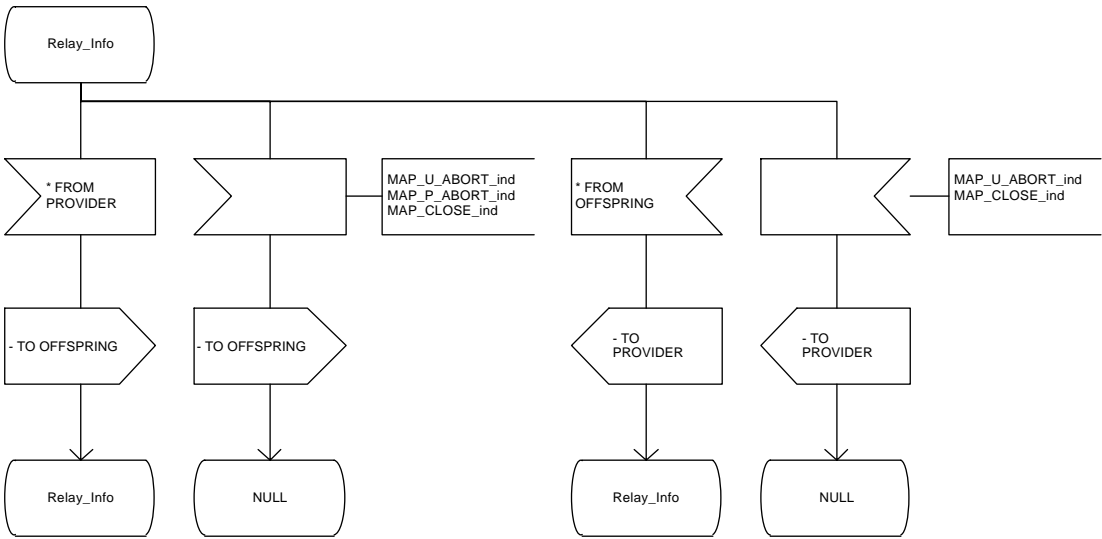 Relay_Info
* FROM
PROVIDER
MAP_U_ABORT_ind
MAP_P_ABORT_ind
MAP_CLOSE_ind
* FROM
OFFSPRING
MAP_U_ABORT_ind
MAP_CLOSE_ind
- TO OFFSPRING
- TO OFFSPRING
- TO
PROVIDER
- TO
PROVIDER
Relay_Info
NULL
Relay_Info
NULL